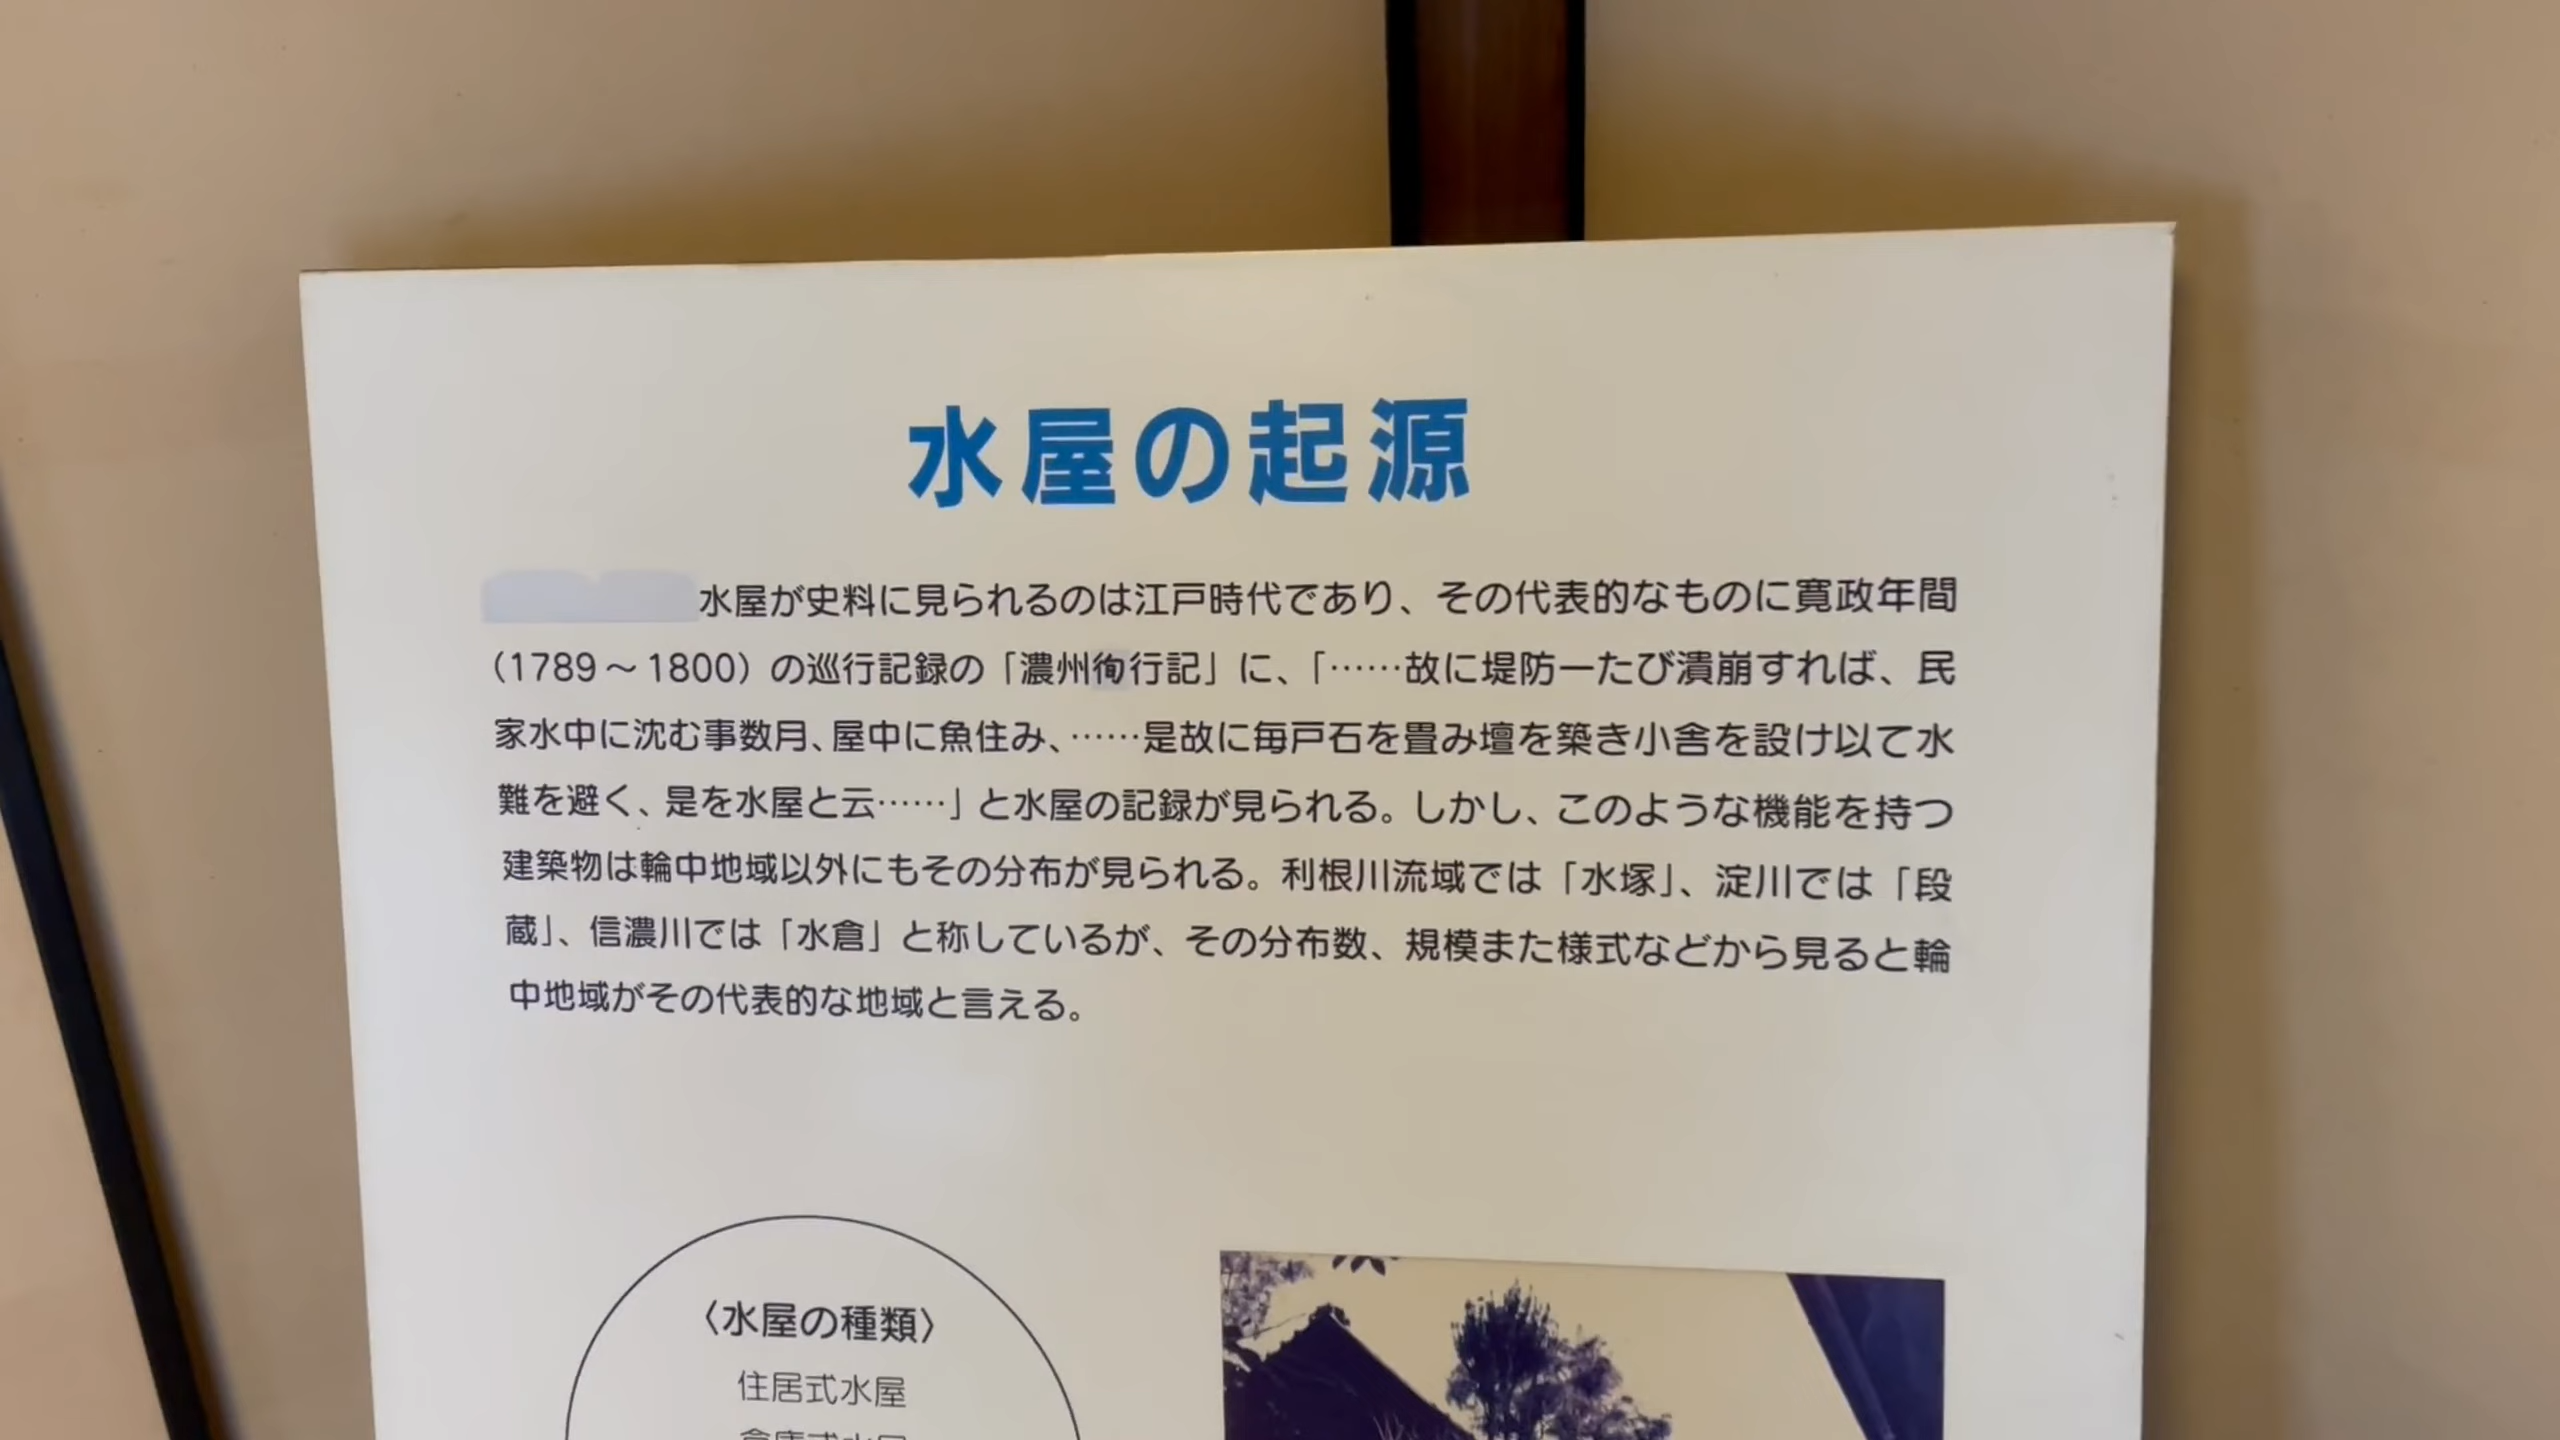 水屋の起源
水屋が史料に見られるのは江戸時代であり、その代表的なものに寛政年間
（1789～1800）の巡行記録の「濃州徇行記」に、「……故に堤防一たび潰崩すれば、民
家水中に沈む事数月、屋中に魚住み、……是故に毎戸石を畳み壇を築き小舎を設け以て水
難を避く、是を水屋と云……」と水屋の記録が見られる。しかし、このような機能を持つ
建築物は輪中地域以外にもその分布が見られる。利根川流域では「水塚」、淀川では「段
蔵」、信濃川では「水倉」と称しているが、その分布数、規模また様式などから見ると輪
中地域がその代表的な地域と言える。
〈水屋の種類〉
住居式水屋